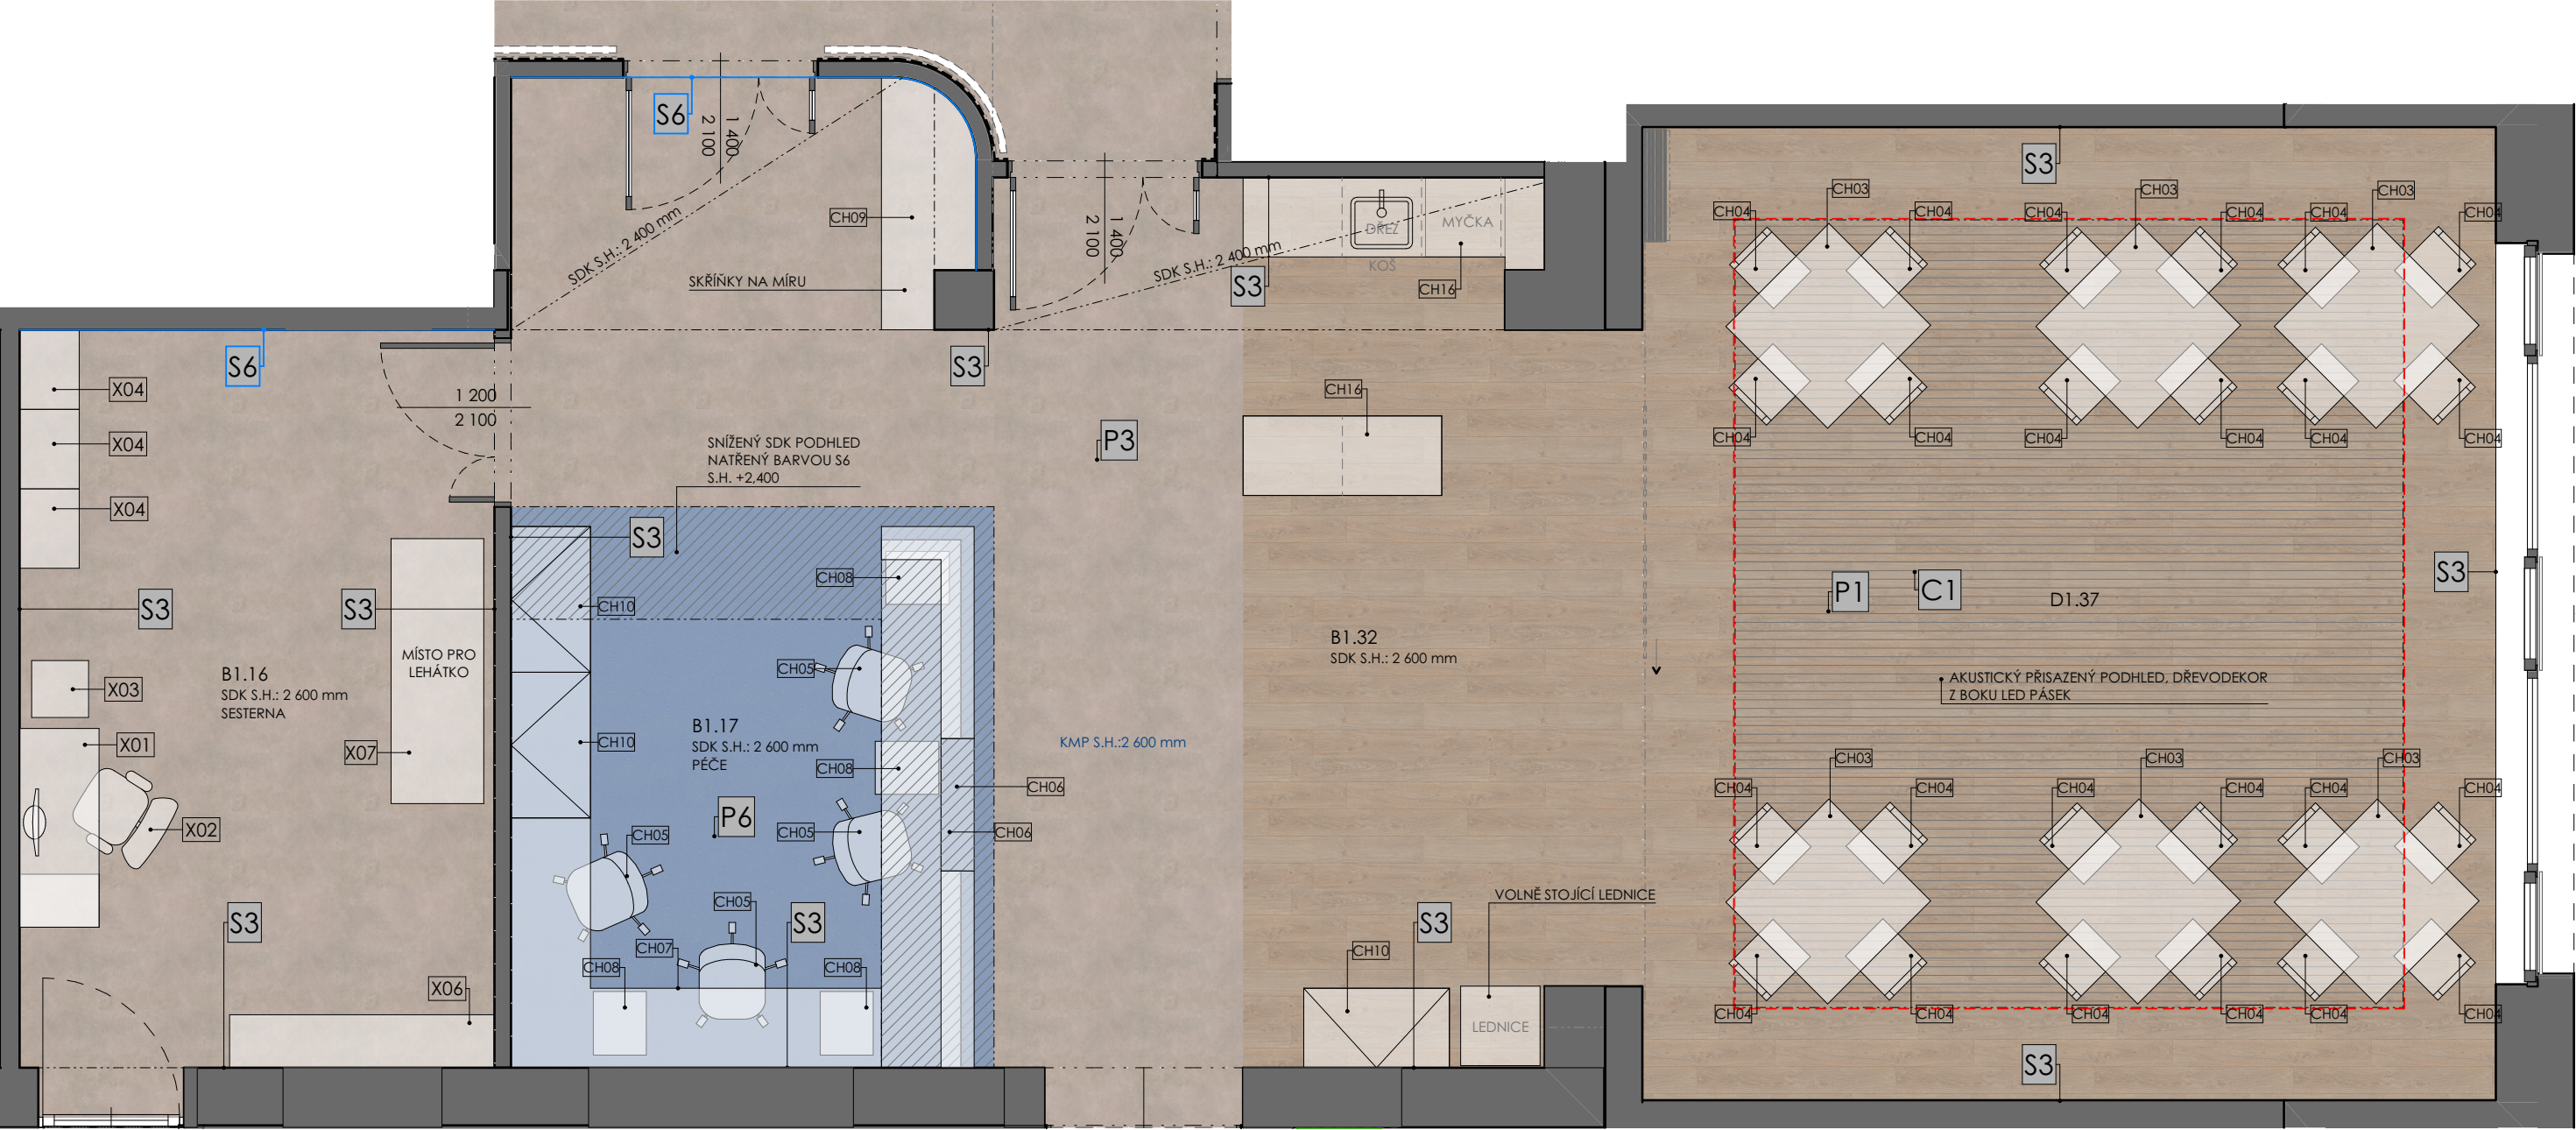 S6
1 400
2 100
SDK S.H.: 2 400 mm
CH09
SKŘÍŇKY NA MÍRU
1 400
2 100
SDK S.H.: 2 400 mm
S3
DŘEZ
MYČKA
KOŠ
CH16
S3
CH03
CH03
CH03
CH04
CH04
CH04
CH04
CH04
CH04
CH04
CH04
CH04
CH04
CH04
CH04
S6
X04
X04
X04
1 200
2 100
S3
CH16
SNÍŽENÝ SDK PODHLED
NATŘENÝ BARVOU S6
S.H. +2,400
P3
S3
CH10
CH08
S3
S3
MÍSTO PRO
LEHÁTKO
B1.16
SDK S.H.: 2 600 mm
SESTERNA
X03
X01
X07
X02
S3
X06
CH05
CH10
B1.17
SDK S.H.: 2 600 mm
PÉČE
CH08
P6
CH05
CH05
CH05
S3
CH07
CH08
CH08
KMP S.H.:2 600 mm
CH06
CH06
B1.32
SDK S.H.: 2 600 mm
VOLNĚ STOJÍCÍ LEDNICE
S3
CH10
LEDNICE
P1
C1
D1.37
S3
AKUSTICKÝ PŘISAZENÝ PODHLED, DŘEVODEKOR
Z BOKU LED PÁSEK
CH03
CH03
CH03
CH04
CH04
CH04
CH04
CH04
CH04
CH04
CH04
CH04
CH04
CH04
CH04
S3